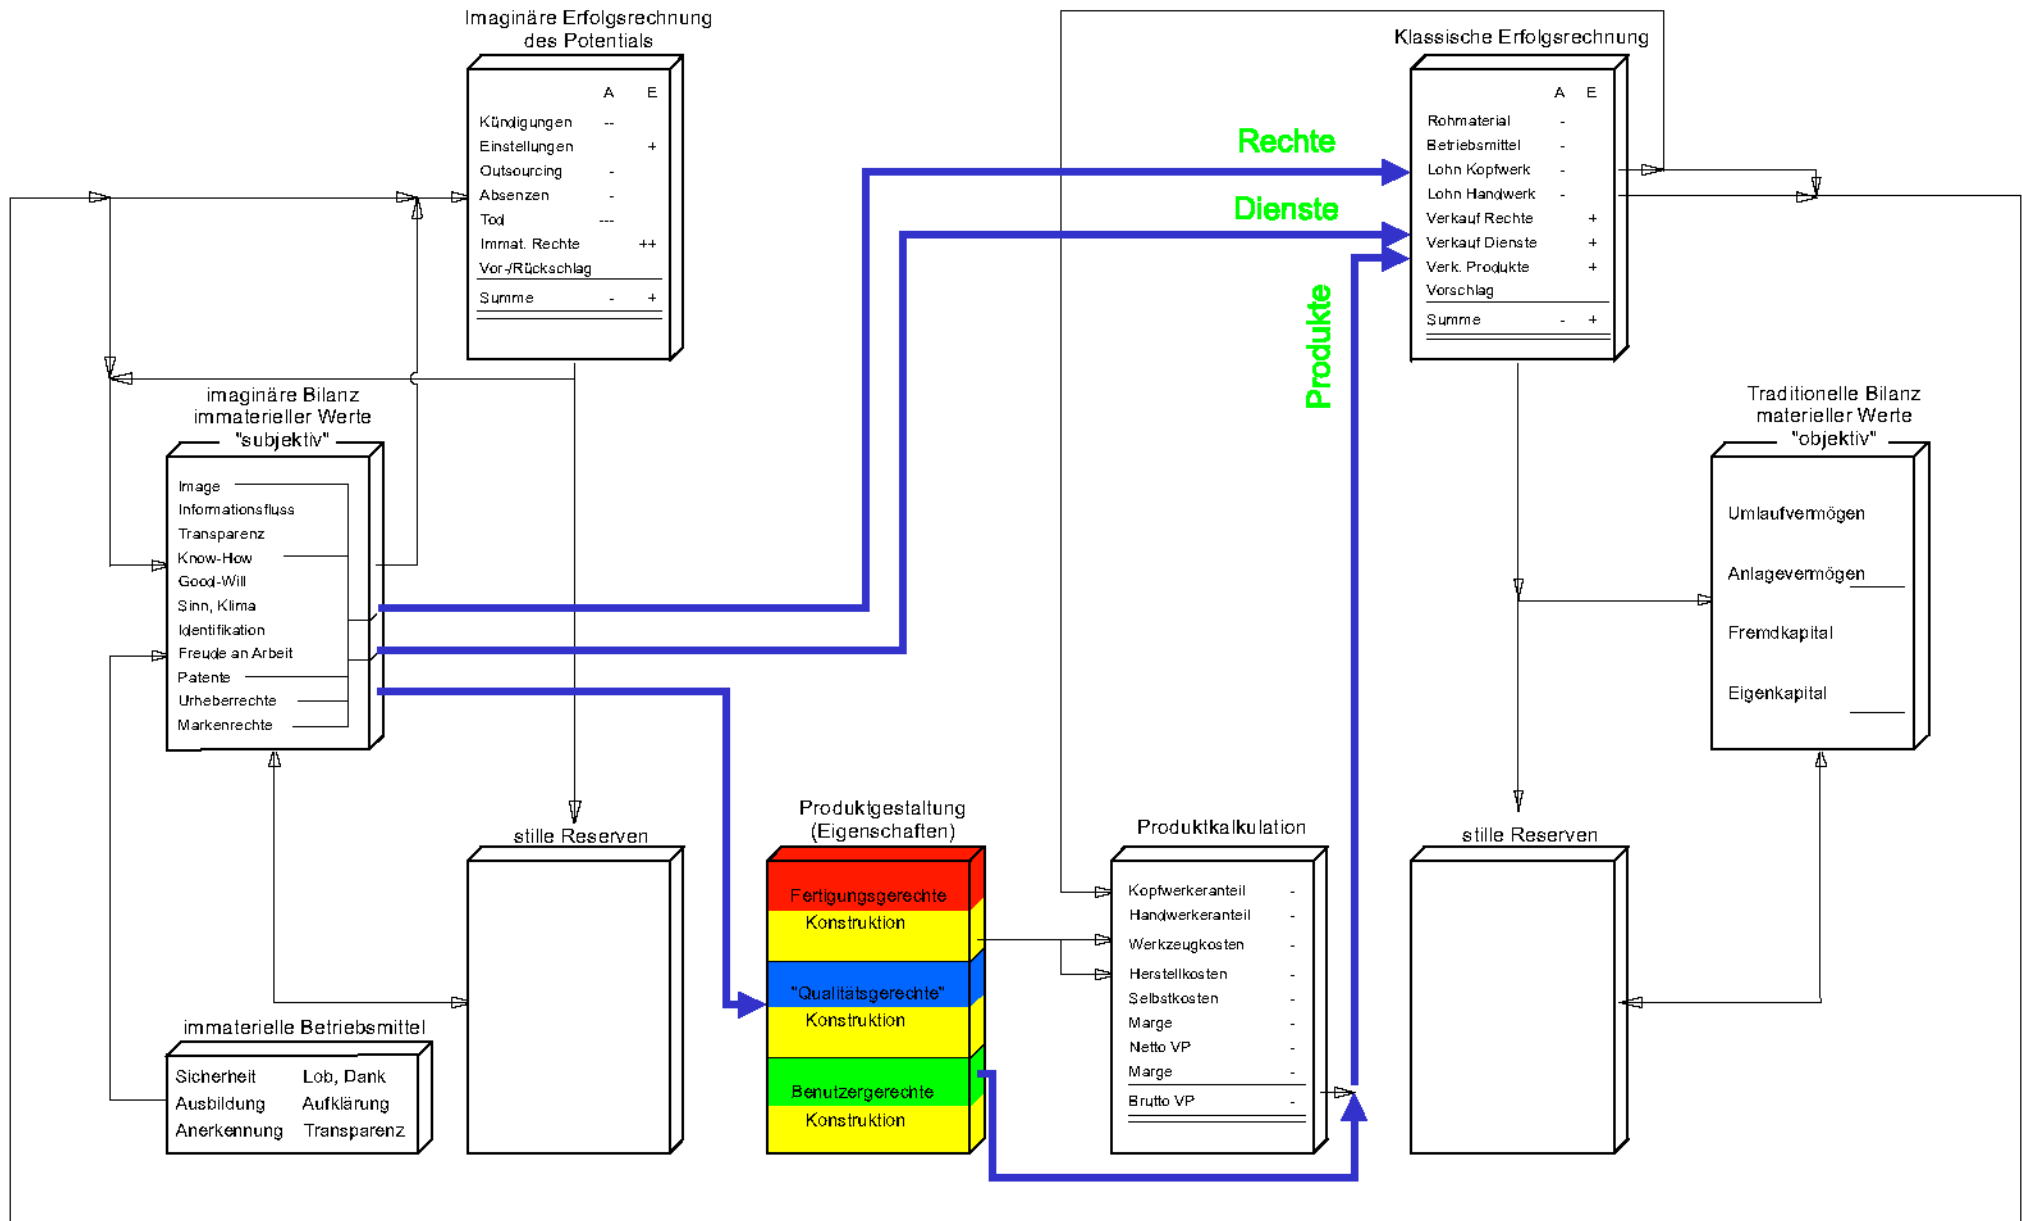 Imaginäre Erfolgsrechnung
des Potentials
A E
Kündigungen --
Einstellungen +
Outsourcing -
Absenzen -
Tod ---
Immat. Rechte ++
Vor-/Rückschlag
Summe - +
Klassische Erfolgsrechnung
A E
Rohmaterial -
Betriebsmittel -
Lohn Kopfwerk -
Lohn Handwerk -
Verkauf Rechte +
Verkauf Dienste +
Verk. Produkte +
Vorschlag
Summe - +
Rechte
Dienste
Produkte
imaginäre Bilanz
immaterieller Werte
"subjektiv"
Image
Informationsfluss
Transparenz
Know-How
Good-Will
Sinn, Klima
Identifikation
Freude an Arbeit
Patente
Urheberrechte
Markenrechte
Traditionelle Bilanz
materieller Werte
"objektiv"
Umlaufvermögen
Anlagevermögen
Fremdkapital
Eigenkapital
immaterielle Betriebsmittel
Sicherheit Lob, Dank
Ausbildung Aufklärung
Anerkennung Transparenz
stille Reserven
Produktgestaltung
(Eigenschaften)
Fertigungsgerechte
Konstruktion
"Qualitätsgerechte"
Konstruktion
Benutzergerechte
Konstruktion
Produktkalkulation
Kopfwerkeranteil -
Handwerkeranteil -
Werkzeugkosten -
Herstellkosten -
Selbstkosten -
Marge -
Netto VP -
Marge -
Brutto VP -
stille Reserven